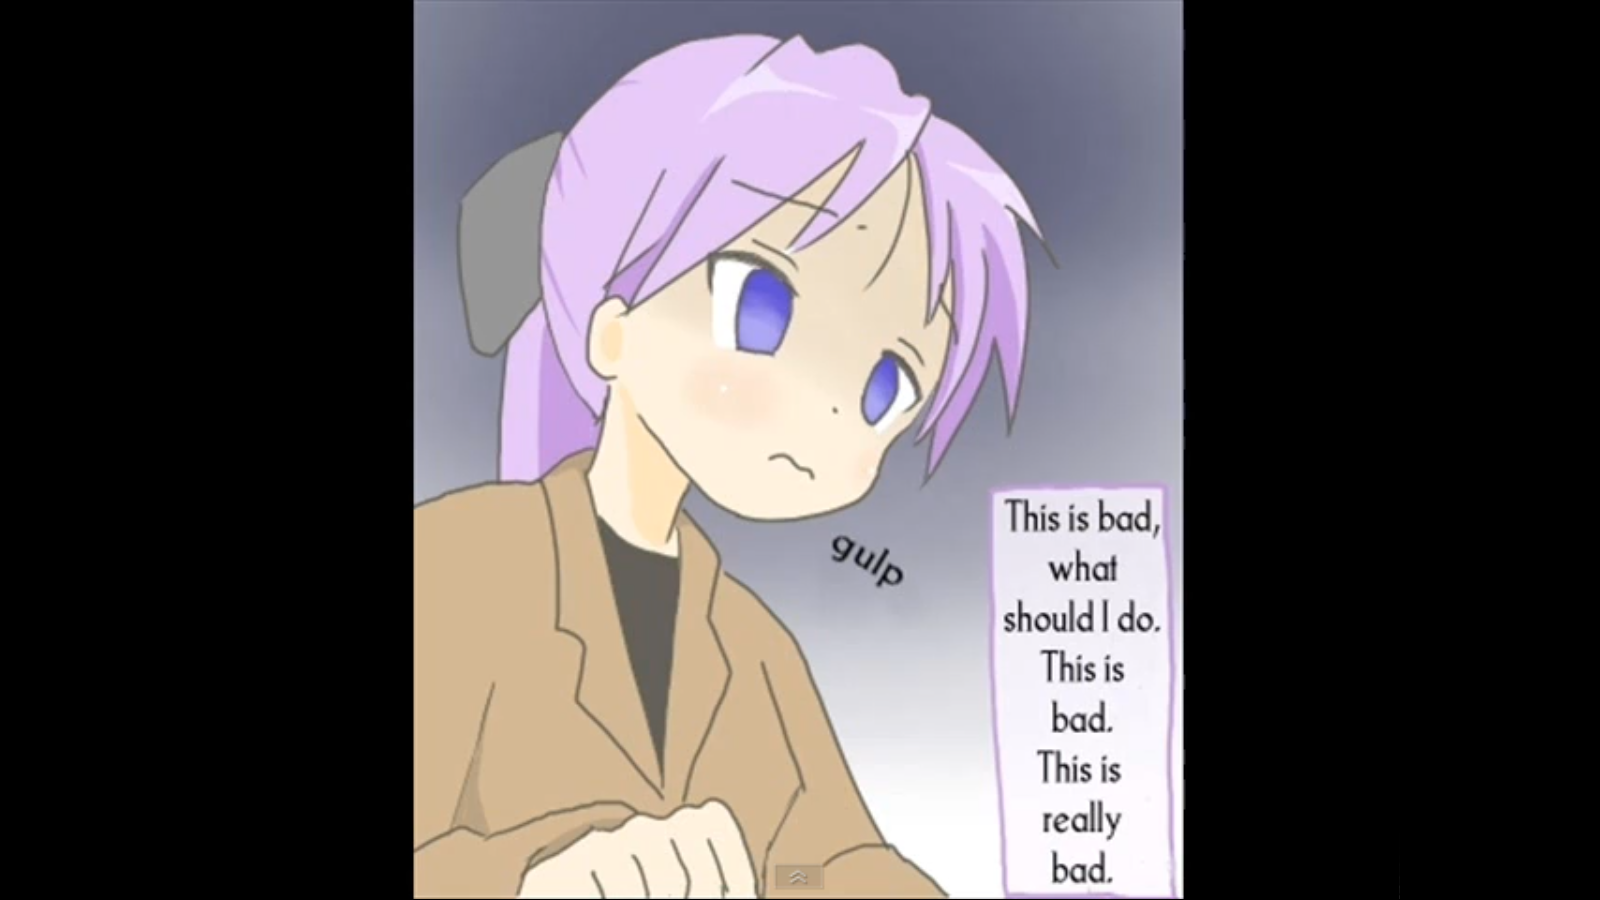 gulp
This is bad,
what
should I do.
This is
bad.
This is
really
bad.